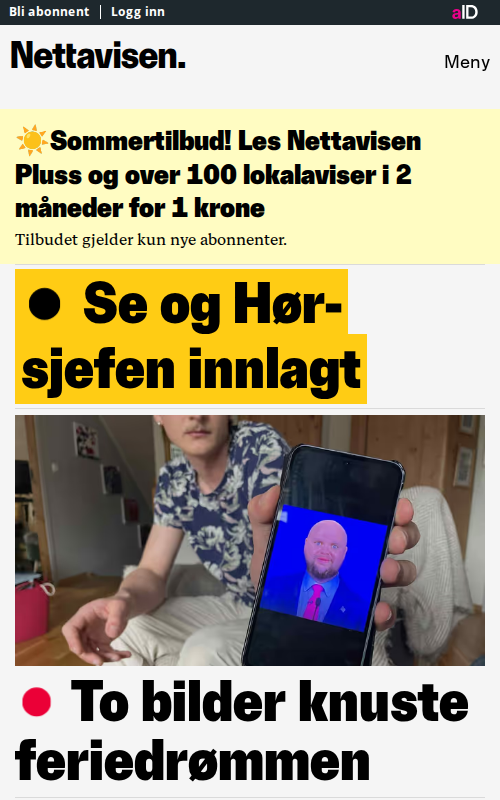 Bli abonnent | Logg inn
aID
Nettavisen.
Meny
☀️Sommertilbud! Les Nettavisen
Pluss og over 100 lokalaviser i 2
måneder for 1 krone
Tilbudet gjelder kun nye abonnenter.
Se og Hør-
sjefen innlagt
To bilder knuste
feriedrømmen